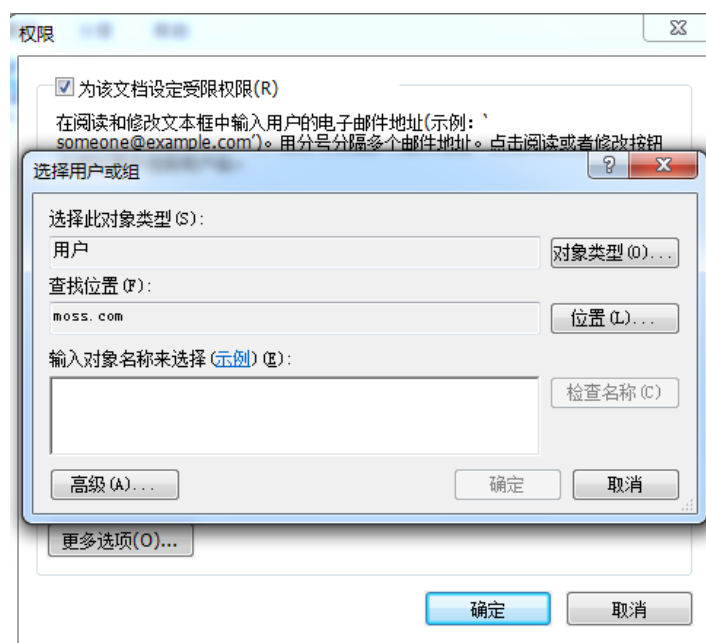 权限
为该文档设定受限权限(R)
在阅读和修改文本框中输入用户的电子邮件地址(示例：`
someone@example.com’)。用分号分隔多个邮件地址。点击阅读或者修改按钮
选择用户或组
选择此对象类型(S):
用户
对象类型(O)...
查找位置(F):
moss.com
位置(L)...
输入对象名称来选择(示例)(E):
检查名称(C)
高级(A)...
确定
取消
更多选项(O)...
确定
取消